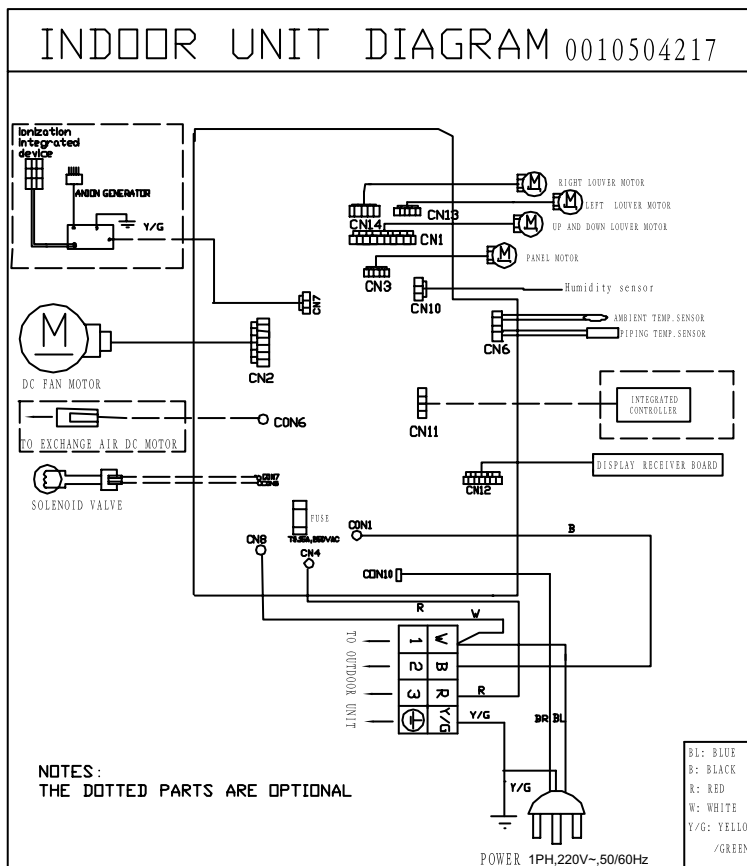 INDOOR UNIT DIAGRAM 0010504217
Ionization
integrated
device
ANION GENERATOR
Y/G
M
RIGHT LOUVER MOTOR
M
LEFT LOUVER MOTOR
M
UP AND DOWN LOUVER MOTOR
M
PANEL MOTOR
CN14
CN13
CN1
CN3
CN10
Humidity sensor
CN7
M
DC FAN MOTOR
CN2
AMBIENT TEMP.SENSOR
PIPING TEMP.SENSOR
CN6
INTEGRATED
CONTROLLER
CN11
TO EXCHANGE AIR DC MOTOR
CON6
SOLENOID VALVE
CON7
DISPLAY RECEIVER BOARD
CN12
FUSE
250VAC
CN8
CN4
CON1
B
CON10
R
W
TO OUTDOOR UNIT
1 W
2 B
3 R
Y/G
R
Y/G
BR BL
Y/G
NOTES:
THE DOTTED PARTS ARE OPTIONAL
POWER 1PH,220V~,50/60Hz
BL: BLUE
B: BLACK
R: RED
W: WHITE
Y/G: YELLO
/GREEN